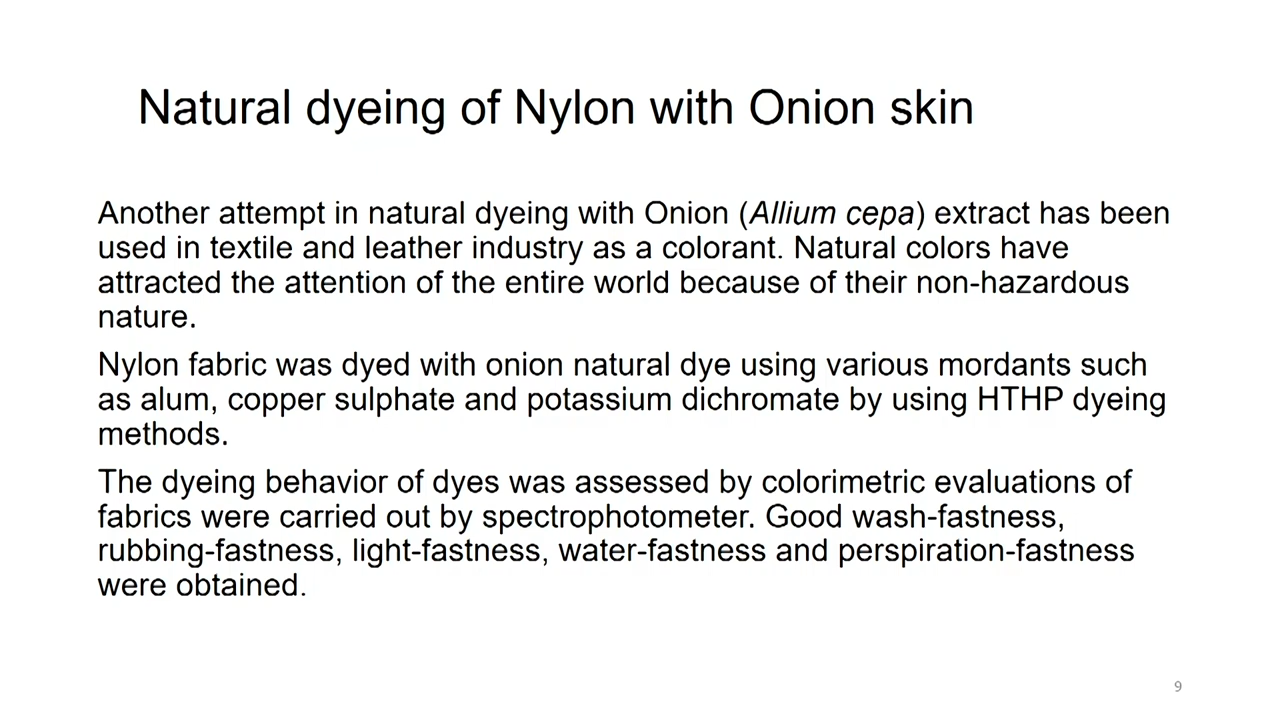 Natural dyeing of Nylon with Onion skin
Another attempt in natural dyeing with Onion (Allium cepa) extract has been
used in textile and leather industry as a colorant. Natural colors have
attracted the attention of the entire world because of their non-hazardous
nature.
Nylon fabric was dyed with onion natural dye using various mordants such
as alum, copper sulphate and potassium dichromate by using HTHP dyeing
methods.
The dyeing behavior of dyes was assessed by colorimetric evaluations of
fabrics were carried out by spectrophotometer. Good wash-fastness,
rubbing-fastness, light-fastness, water-fastness and perspiration-fastness
were obtained.
9